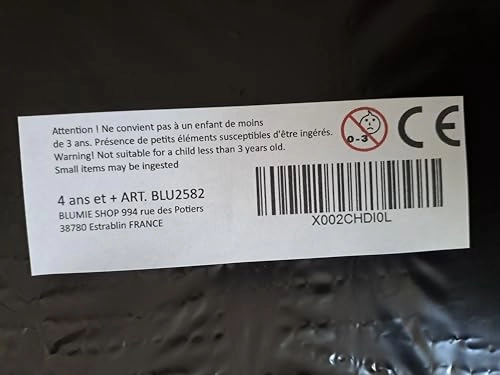 Attention ! Ne convient pas à un enfant de moins
de 3 ans. Présence de petits éléments susceptibles d'être ingérés.
Warning! Not suitable for a child less than 3 years old.
Small items may be ingested
0-3
CE
4 ans et + ART. BLU2582
BLUMIE SHOP 994 rue des Potiers
38780 Estrablin FRANCE
X002CHDI0L